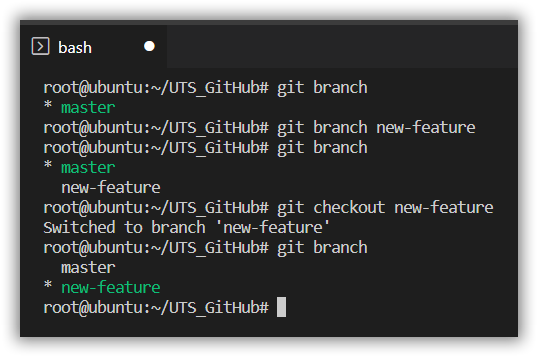 bash
root@ubuntu:~/UTS_GitHub# git branch
* master
root@ubuntu:~/UTS_GitHub# git branch new-feature
root@ubuntu:~/UTS_GitHub# git branch
* master
  new-feature
root@ubuntu:~/UTS_GitHub# git checkout new-feature
Switched to branch 'new-feature'
root@ubuntu:~/UTS_GitHub# git branch
  master
* new-feature
root@ubuntu:~/UTS_GitHub#